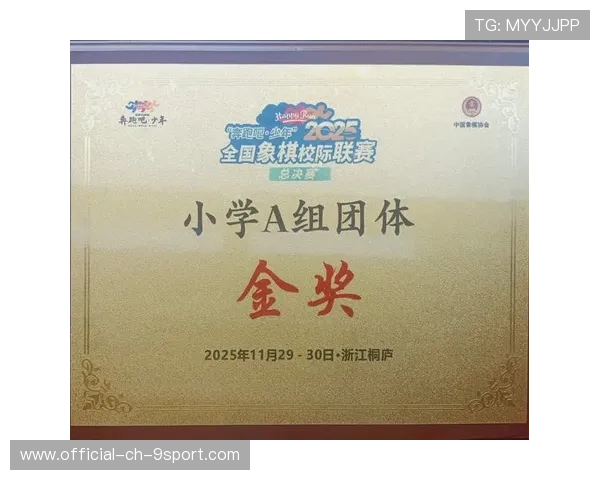 TG: MYYJJPP
奔跑吧·少年
中国象棋协会
Happy Run
"奔跑吧·少年"2025
全国象棋校际联赛
总决赛
小学A组团体
金奖
2025年11月29 - 30日·浙江桐庐
www.official-ch-9sport.com